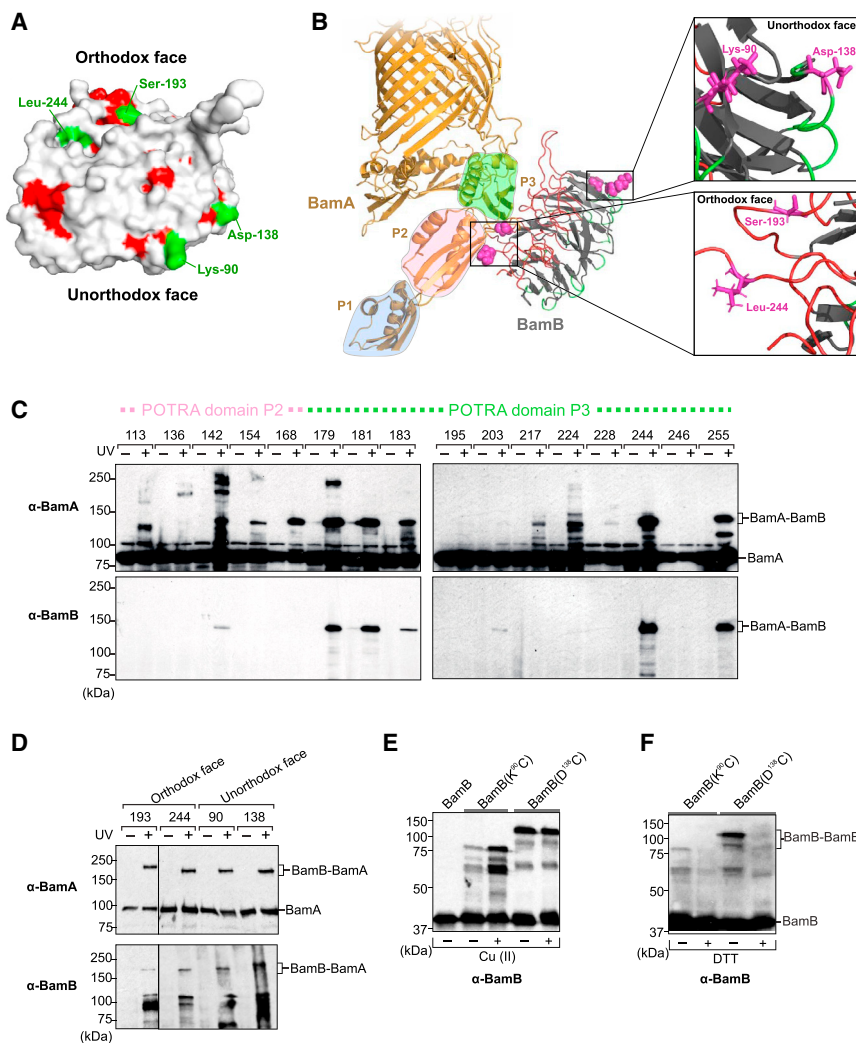 A
Orthodox face
Ser-193
Leu-244
Asp-138
Lys-90
Unorthodox face
B
BamA
P3
P2
P1
BamB
Unorthodox face
Lys-90
Asp-138
Orthodox face
Ser-193
Leu-244
C
POTRA domain P2 POTRA domain P3
113 136 142 154 168 179 181 183 195 203 217 224 228 244 246 255
UV − + − + − + − + − + − + − + − + − + − + − + − + − + − + − + − +
250
α-BamA
150
BamA-BamB
100
BamA
75
250
α-BamB
150
BamA-BamB
100
75
(kDa)
D
Orthodox face
Unorthodox face
193 244 90 138
UV − + − + − + − +
250
BamB-BamA
α-BamA
150
100
BamA
75
250
BamB-BamA
α-BamB
150
100
75
(kDa)
E
BamB
BamB(K⁹⁰C)
BamB(D¹³⁸C)
150
100
75
50
37
(kDa)
− − + − +
Cu (II)
α-BamB
F
BamB(K⁹⁰C)
BamB(D¹³⁸C)
150
100
BamB-BamB
75
50
BamB
37
(kDa)
− + − +
DTT
α-BamB